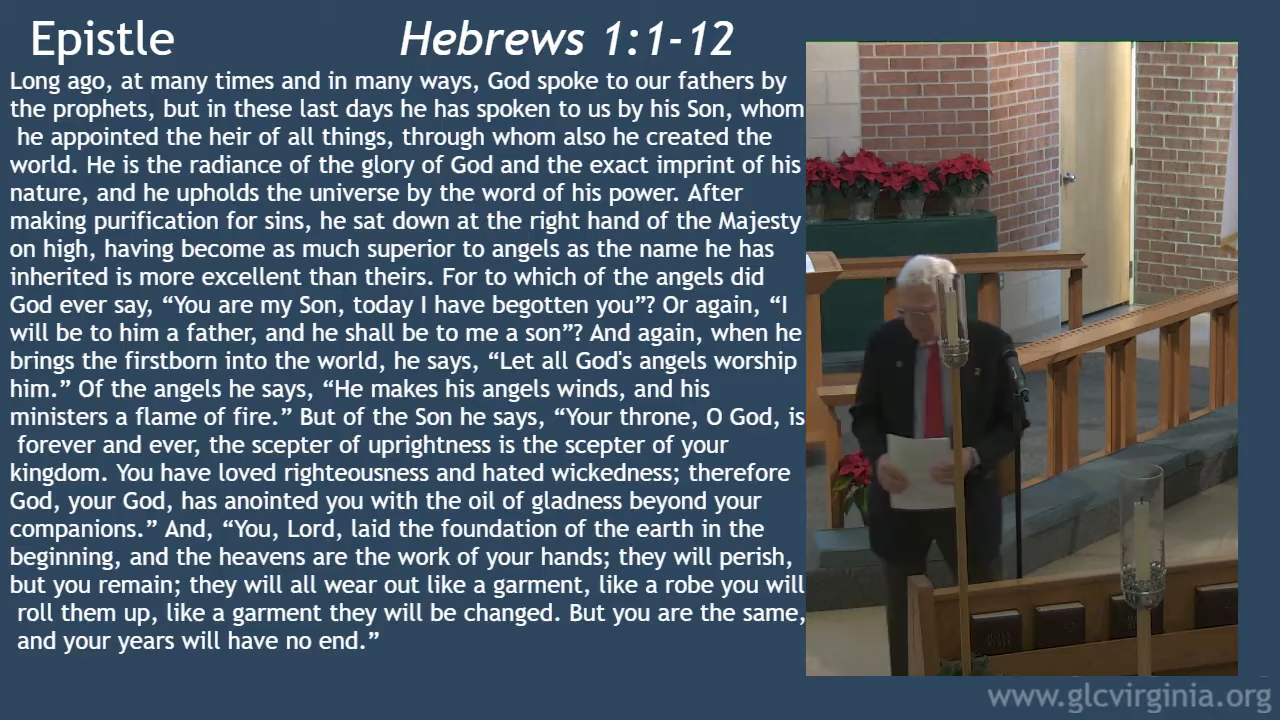 Epistle Hebrews 1:1-12
Long ago, at many times and in many ways, God spoke to our fathers by
the prophets, but in these last days he has spoken to us by his Son, whom
he appointed the heir of all things, through whom also he created the
world. He is the radiance of the glory of God and the exact imprint of his
nature, and he upholds the universe by the word of his power. After
making purification for sins, he sat down at the right hand of the Majesty
on high, having become as much superior to angels as the name he has
inherited is more excellent than theirs. For to which of the angels did
God ever say, “You are my Son, today I have begotten you”? Or again, “I
will be to him a father, and he shall be to me a son”? And again, when he
brings the firstborn into the world, he says, “Let all God's angels worship
him.” Of the angels he says, “He makes his angels winds, and his
ministers a flame of fire.” But of the Son he says, “Your throne, O God, is
forever and ever, the scepter of uprightness is the scepter of your
kingdom. You have loved righteousness and hated wickedness; therefore
God, your God, has anointed you with the oil of gladness beyond your
companions.” And, “You, Lord, laid the foundation of the earth in the
beginning, and the heavens are the work of your hands; they will perish,
but you remain; they will all wear out like a garment, like a robe you will
roll them up, like a garment they will be changed. But you are the same,
and your years will have no end.”
www.glcvirginia.org